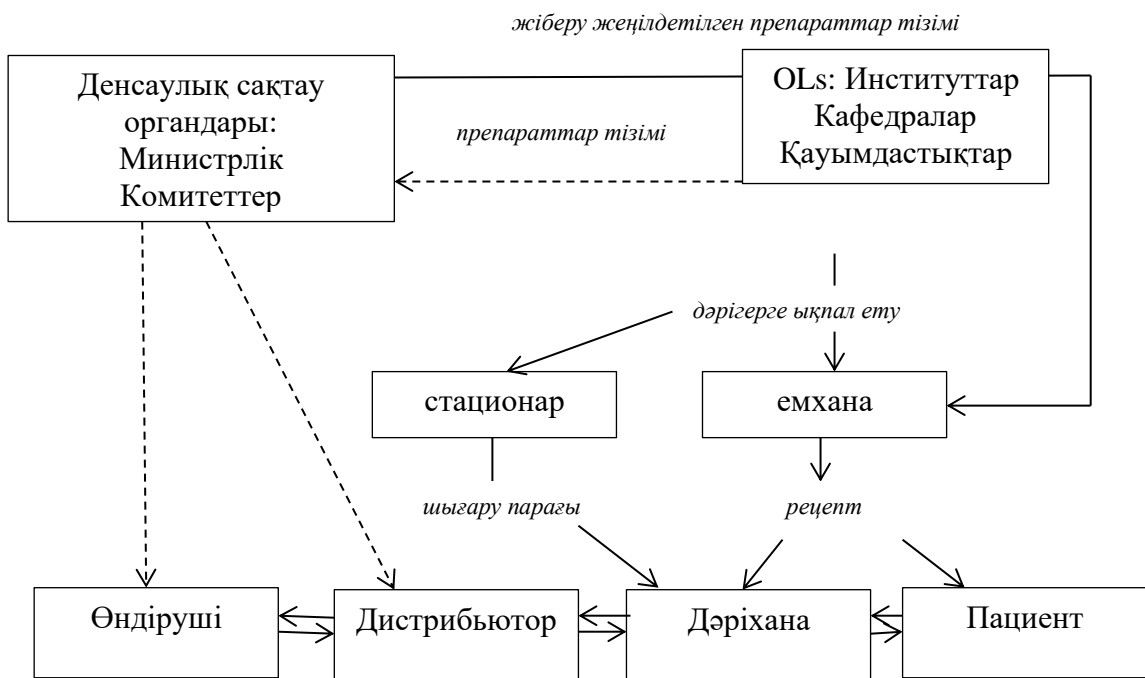 жіберу жеңілдетілген препараттар тізімі
Денсаулық сақтау
органдары:
Министрлік
Комитеттер
препараттар тізімі
OLs: Институттар
Кафедралар
Қауымдастықтар
дәрігерге ықпал ету
стационар
емхана
шығару парағы
рецепт
Өндіруші
Дистрибьютор
Дәріхана
Пациент